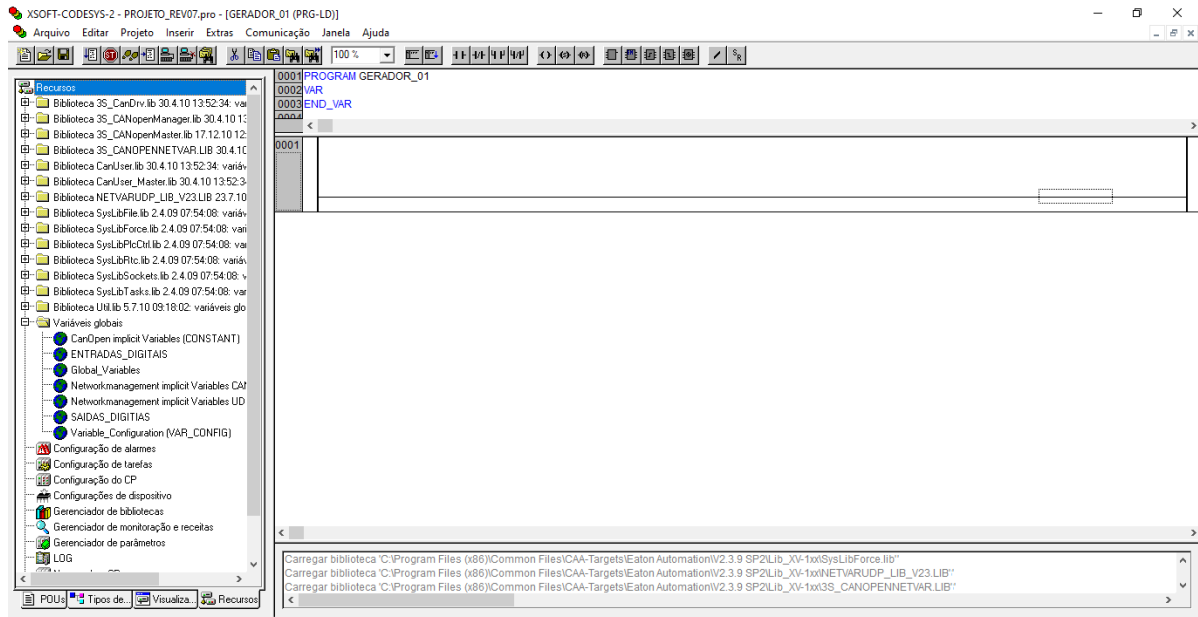 XSOFT-CODESYS-2 - PROJETO_REV07.pro - [GERADOR_01 (PRG-LD)]
Arquivo Editar Projeto Inserir Extras Comunicação Janela Ajuda
100 %
Recursos
Biblioteca 3S_CanDrv.lib 30.4.10 13:52:34: var
Biblioteca 3S_CANopenManager.lib 30.4.10 13
Biblioteca 3S_CANopenMaster.lib 17.12.10 12:
Biblioteca 3S_CANOPENNETVAR.LIB 30.4.10
Biblioteca CanUser.lib 30.4.10 13:52:34: variáv
Biblioteca CanUser_Master.lib 30.4.10 13:52:3
Biblioteca NETVARUDP_LIB_V23.LIB 23.7.10
Biblioteca SysLibFile.lib 2.4.09 07:54:08: variáv
Biblioteca SysLibForce.lib 2.4.09 07:54:08: vari
Biblioteca SysLibPlcCtrl.lib 2.4.09 07:54:08: var
Biblioteca SysLibRtc.lib 2.4.09 07:54:08: variáv
Biblioteca SysLibSockets.lib 2.4.09 07:54:08: v
Biblioteca SysLibTasks.lib 2.4.09 07:54:08: var
Biblioteca Util.lib 5.7.10 09:18:02: variáveis glo
Variáveis globais
CanOpen implicit Variables (CONSTANT)
ENTRADAS_DIGITAIS
Global_Variables
Networkmanagement implicit Variables CAN
Networkmanagement implicit Variables UD
SAIDAS_DIGITIAS
Variable_Configuration (VAR_CONFIG)
Configuração de alarmes
Configuração de tarefas
Configuração do CP
Configurações de dispositivo
Gerenciador de bibliotecas
Gerenciador de monitoração e receitas
Gerenciador de parâmetros
LOG
POUs Tipos de... Visualiza... Recursos
0001 PROGRAM GERADOR_01
0002 VAR
0003 END_VAR
0004
0001
Carregar biblioteca 'C:\Program Files (x86)\Common Files\CAA-Targets\Eaton Automation\V2.3.9 SP2\Lib_XV-1xx\SysLibForce.lib"
Carregar biblioteca 'C:\Program Files (x86)\Common Files\CAA-Targets\Eaton Automation\V2.3.9 SP2\Lib_XV-1xx\NETVARUDP_LIB_V23.LIB"
Carregar biblioteca 'C:\Program Files (x86)\Common Files\CAA-Targets\Eaton Automation\V2.3.9 SP2\Lib_XV-1xx\3S_CANOPENNETVAR.LIB"